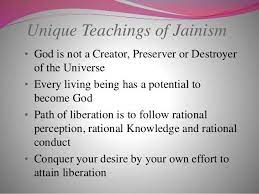 Unique Teachings of Jainism
• God is not a Creator, Preserver or Destroyer
of the Universe
• Every living being has a potential to
become God
• Path of liberation is to follow rational
perception, rational Knowledge and rational
conduct
• Conquer your desire by your own effort to
attain liberation